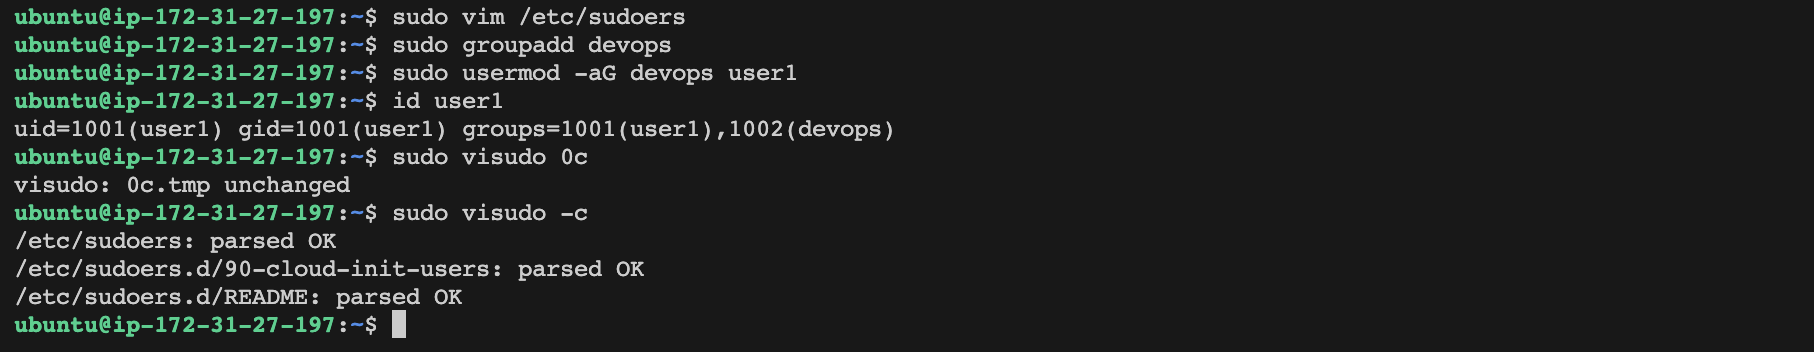 ubuntu@ip-172-31-27-197:~$ sudo vim /etc/sudoers
ubuntu@ip-172-31-27-197:~$ sudo groupadd devops
ubuntu@ip-172-31-27-197:~$ sudo usermod -aG devops user1
ubuntu@ip-172-31-27-197:~$ id user1
uid=1001(user1) gid=1001(user1) groups=1001(user1),1002(devops)
ubuntu@ip-172-31-27-197:~$ sudo visudo 0c
visudo: 0c.tmp unchanged
ubuntu@ip-172-31-27-197:~$ sudo visudo -c
/etc/sudoers: parsed OK
/etc/sudoers.d/90-cloud-init-users: parsed OK
/etc/sudoers.d/README: parsed OK
ubuntu@ip-172-31-27-197:~$